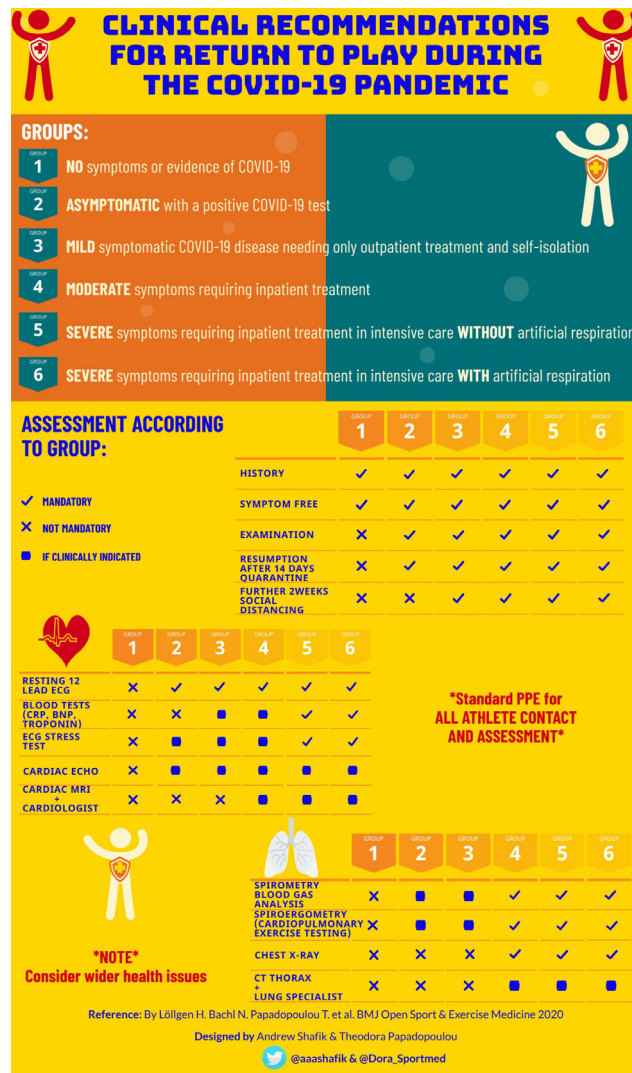 CLINICAL RECOMMENDATIONS
FOR RETURN TO PLAY DURING
THE COVID-19 PANDEMIC
GROUPS:
GROUP
1
NO symptoms or evidence of COVID-19
GROUP
2
ASYMPTOMATIC with a positive COVID-19 test
GROUP
3
MILD symptomatic COVID-19 disease needing only outpatient treatment and self-isolation
GROUP
4
MODERATE symptoms requiring inpatient treatment
GROUP
5
SEVERE symptoms requiring inpatient treatment in intensive care WITHOUT artificial respiration
GROUP
6
SEVERE symptoms requiring inpatient treatment in intensive care WITH artificial respiration
ASSESSMENT ACCORDING
TO GROUP:
✓ MANDATORY
✕ NOT MANDATORY
■ IF CLINICALLY INDICATED
GROUP GROUP GROUP GROUP GROUP GROUP
1 2 3 4 5 6
HISTORY ✓ ✓ ✓ ✓ ✓ ✓
SYMPTOM FREE ✓ ✓ ✓ ✓ ✓ ✓
EXAMINATION ✕ ✓ ✓ ✓ ✓ ✓
RESUMPTION
AFTER 14 DAYS ✕ ✓ ✓ ✓ ✓ ✓
QUARANTINE
FURTHER 2WEEKS
SOCIAL ✕ ✕ ✓ ✓ ✓ ✓
DISTANCING
GROUP GROUP GROUP GROUP GROUP GROUP
1 2 3 4 5 6
RESTING 12
LEAD ECG ✕ ✓ ✓ ✓ ✓ ✓
BLOOD TESTS
(CRP, BNP, ✕ ✕ ■ ■ ✓ ✓
TROPONIN)
ECG STRESS
TEST ✕ ■ ■ ■ ✓ ✓
CARDIAC ECHO ✕ ■ ■ ■ ■ ■
CARDIAC MRI
+ ✕ ✕ ✕ ■ ■ ■
CARDIOLOGIST
*Standard PPE for
ALL ATHLETE CONTACT
AND ASSESSMENT*
GROUP GROUP GROUP GROUP GROUP GROUP
1 2 3 4 5 6
SPIROMETRY
BLOOD GAS ✕ ■ ■ ✓ ✓ ✓
ANALYSIS
SPIROERGOMETRY
(CARDIOPULMONARY ✕ ■ ■ ✓ ✓ ✓
EXERCISE TESTING)
CHEST X-RAY ✕ ✕ ✕ ✓ ✓ ✓
CT THORAX
+ ✕ ✕ ✕ ■ ■ ■
LUNG SPECIALIST
*NOTE*
Consider wider health issues
Reference: By Löllgen H. Bachl N. Papadopoulou T. et al. BMJ Open Sport & Exercise Medicine 2020
Designed by Andrew Shafik & Theodora Papadopoulou
@aaashafik & @Dora_Sportmed